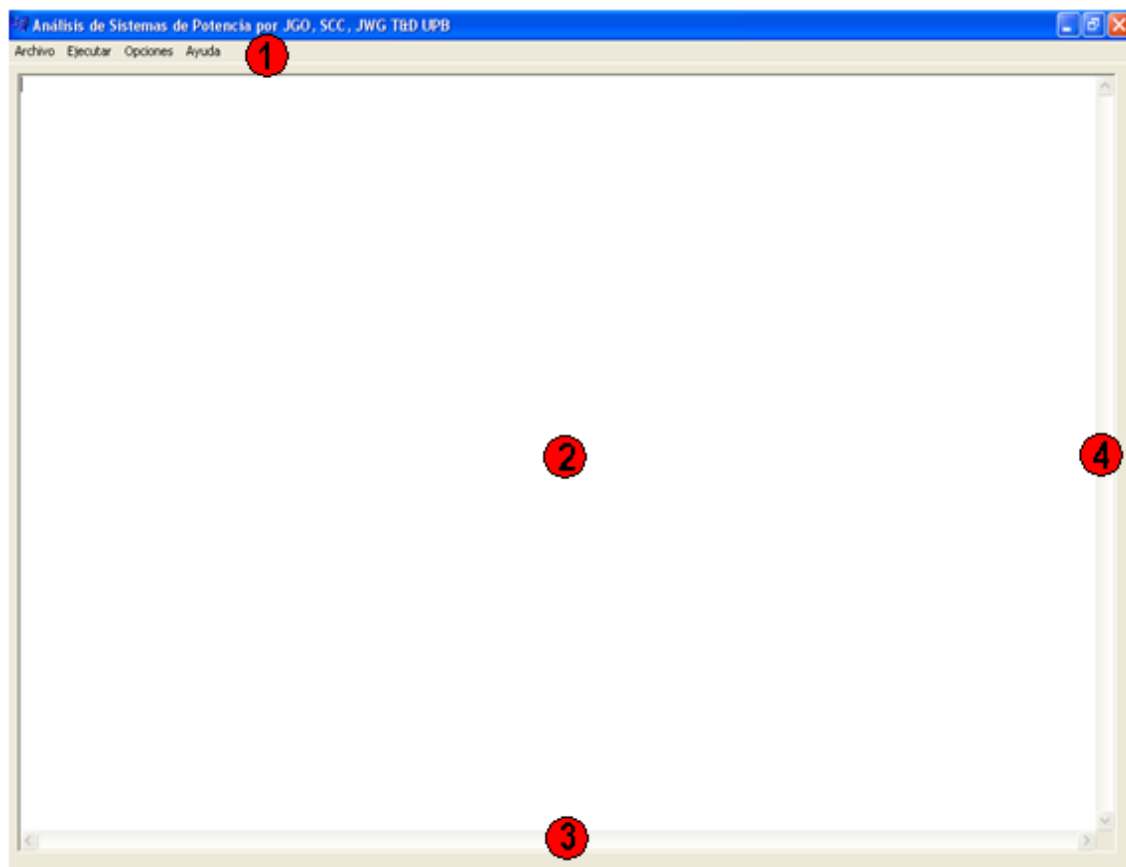 Análisis de Sistemas de Potencia por JGO, SCC, JWG T&D UPB
Archivo Ejecutar Opciones Ayuda
1
2
4
3